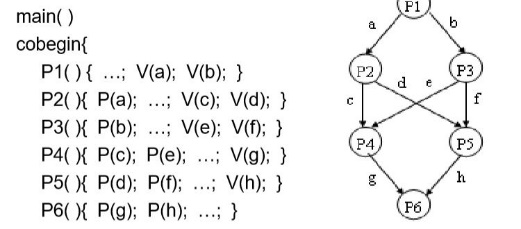 main( )
cobegin{
P1( ) { ...; V(a); V(b); }
P2( ){ P(a); ...; V(c); V(d); }
P3( ){ P(b); ...; V(e); V(f); }
P4( ){ P(c); P(e); ...; V(g); }
P5( ){ P(d); P(f); ...; V(h); }
P6( ){ P(g); P(h); ...; }
P1
a b
P2 d e P3
c f
P4 P5
g h
P6